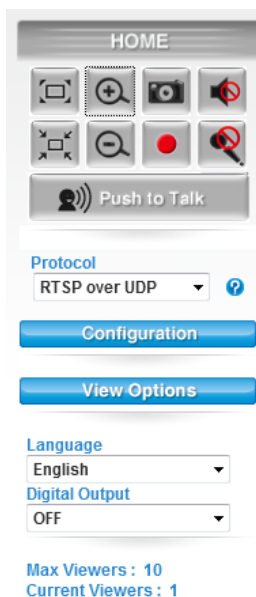 HOME
Push to Talk
Protocol
RTSP over UDP
?
Configuration
View Options
Language
English
Digital Output
OFF
Max Viewers : 10
Current Viewers : 1